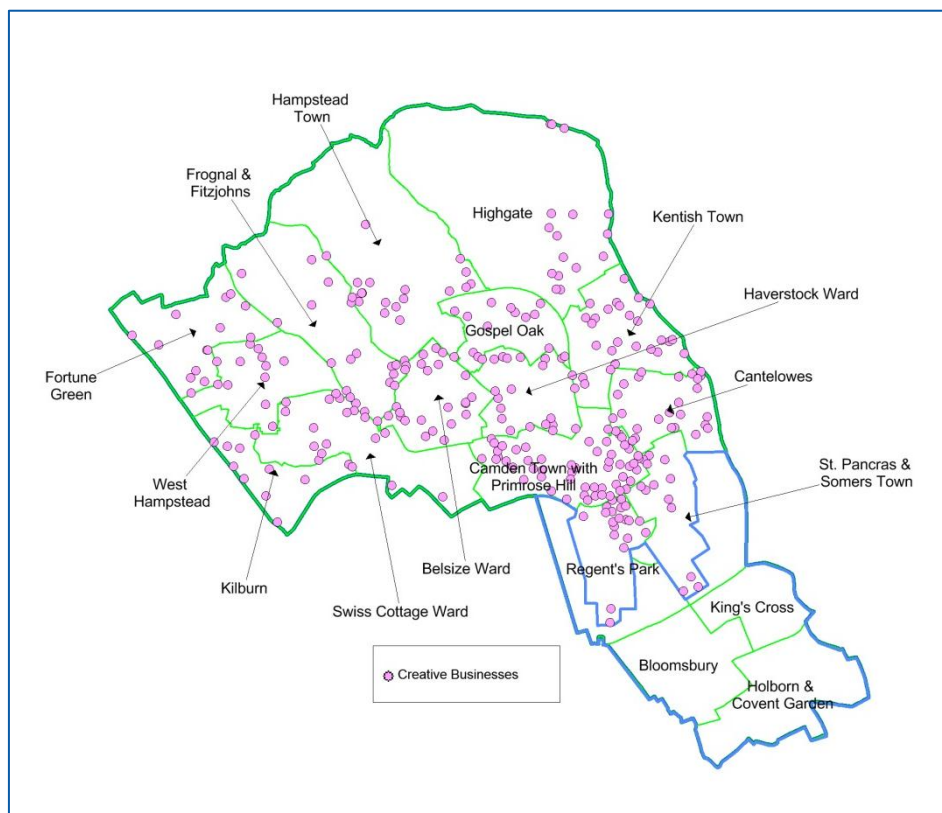 Hampstead
Town
Frognal &
Fitzjohns
Highgate
Kentish Town
Haverstock Ward
Gospel Oak
Fortune
Green
Cantelowes
West
Hampstead
Camden Town with
Primrose Hill
St. Pancras &
Somers Town
Kilburn
Belsize Ward
Swiss Cottage Ward
Regent's Park
King's Cross
Bloomsbury
Holborn &
Covent Garden
Creative Businesses